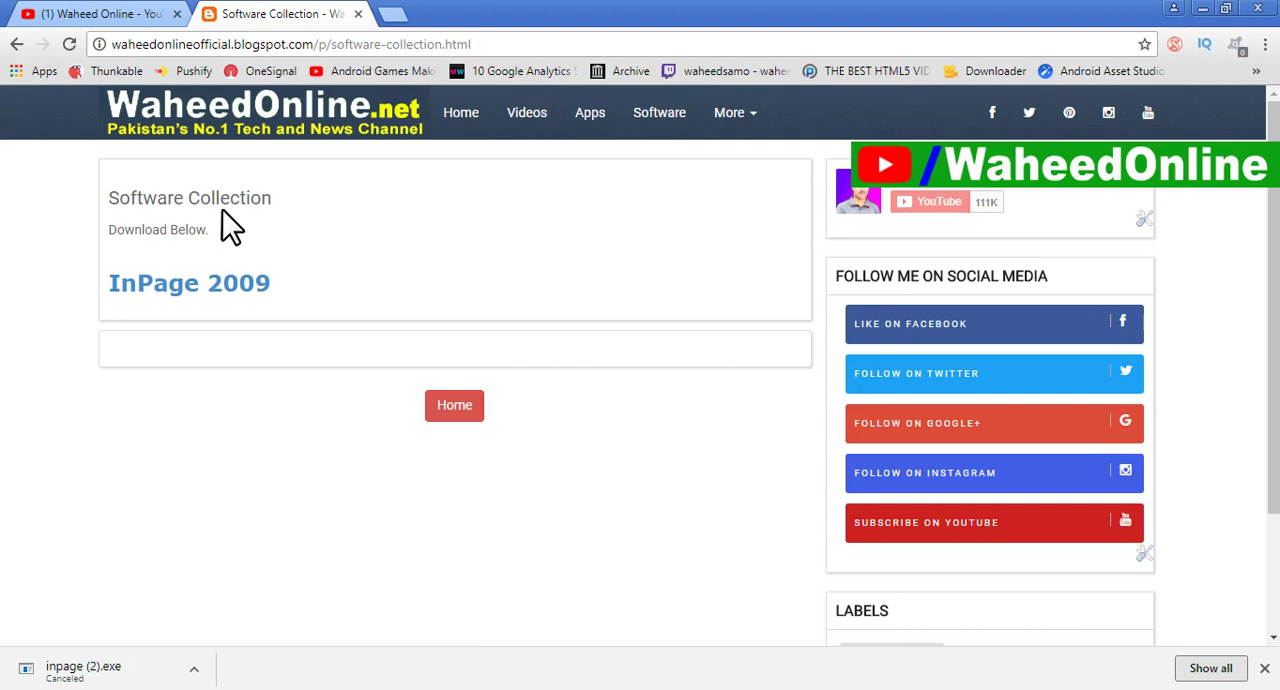 (1) Waheed Online - You
Software Collection - Wa
waheedonlineofficial.blogspot.com/p/software-collection.html
IQ
0
Apps
Thunkable
Pushify
OneSignal
Android Games Maki
10 Google Analytics S
Archive
waheedsamo - wahee
THE BEST HTML5 VID
Downloader
Android Asset Studio
»
WaheedOnline.net
Pakistan's No.1 Tech and News Channel
Home
Videos
Apps
Software
More
/WaheedOnline
YouTube 111K
Software Collection
Download Below.
InPage 2009
Home
FOLLOW ME ON SOCIAL MEDIA
LIKE ON FACEBOOK
FOLLOW ON TWITTER
FOLLOW ON GOOGLE+
FOLLOW ON INSTAGRAM
SUBSCRIBE ON YOUTUBE
LABELS
inpage (2).exe
Canceled
Show all